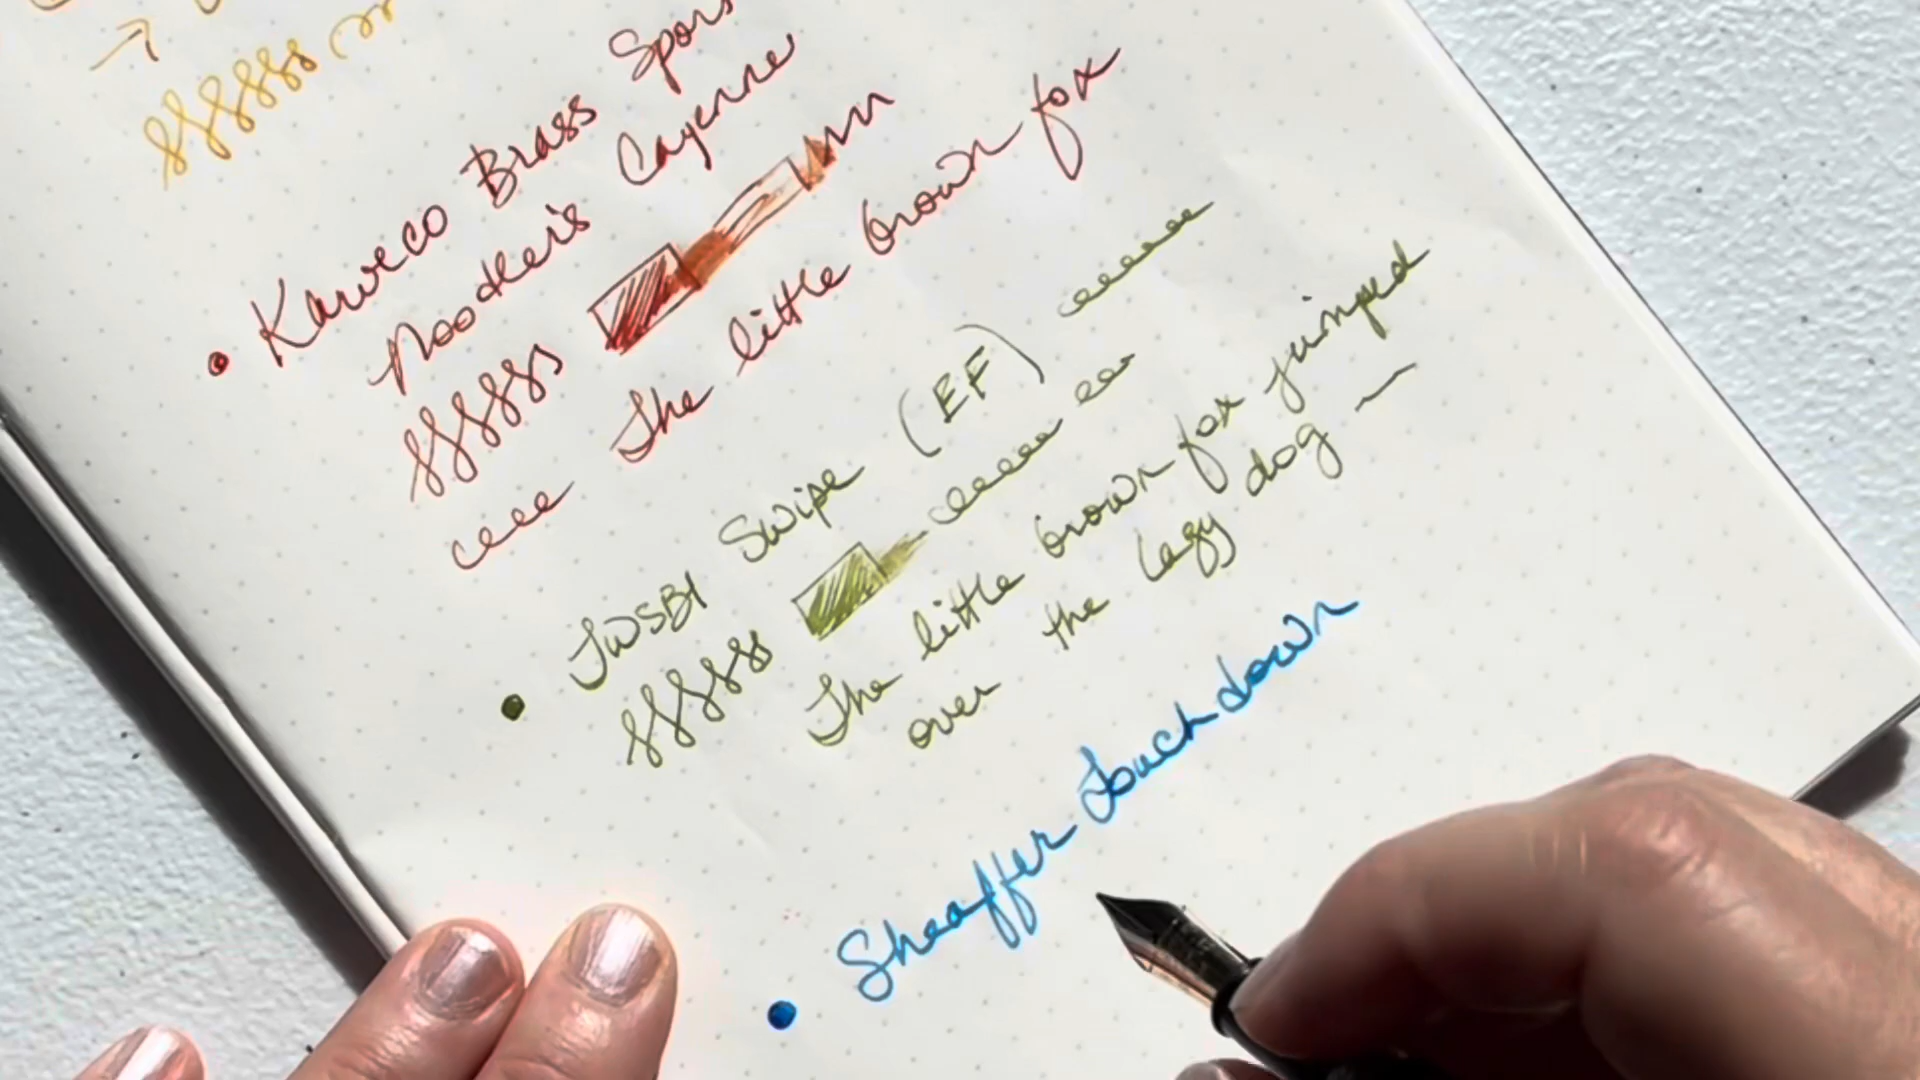 Kaweco Brass Spor
Noodler's Cayenne
The little brown fox
TWSBI Swipe (EF)
The little brown fox jumped
over the lazy dog
Sheaffer Touchdown